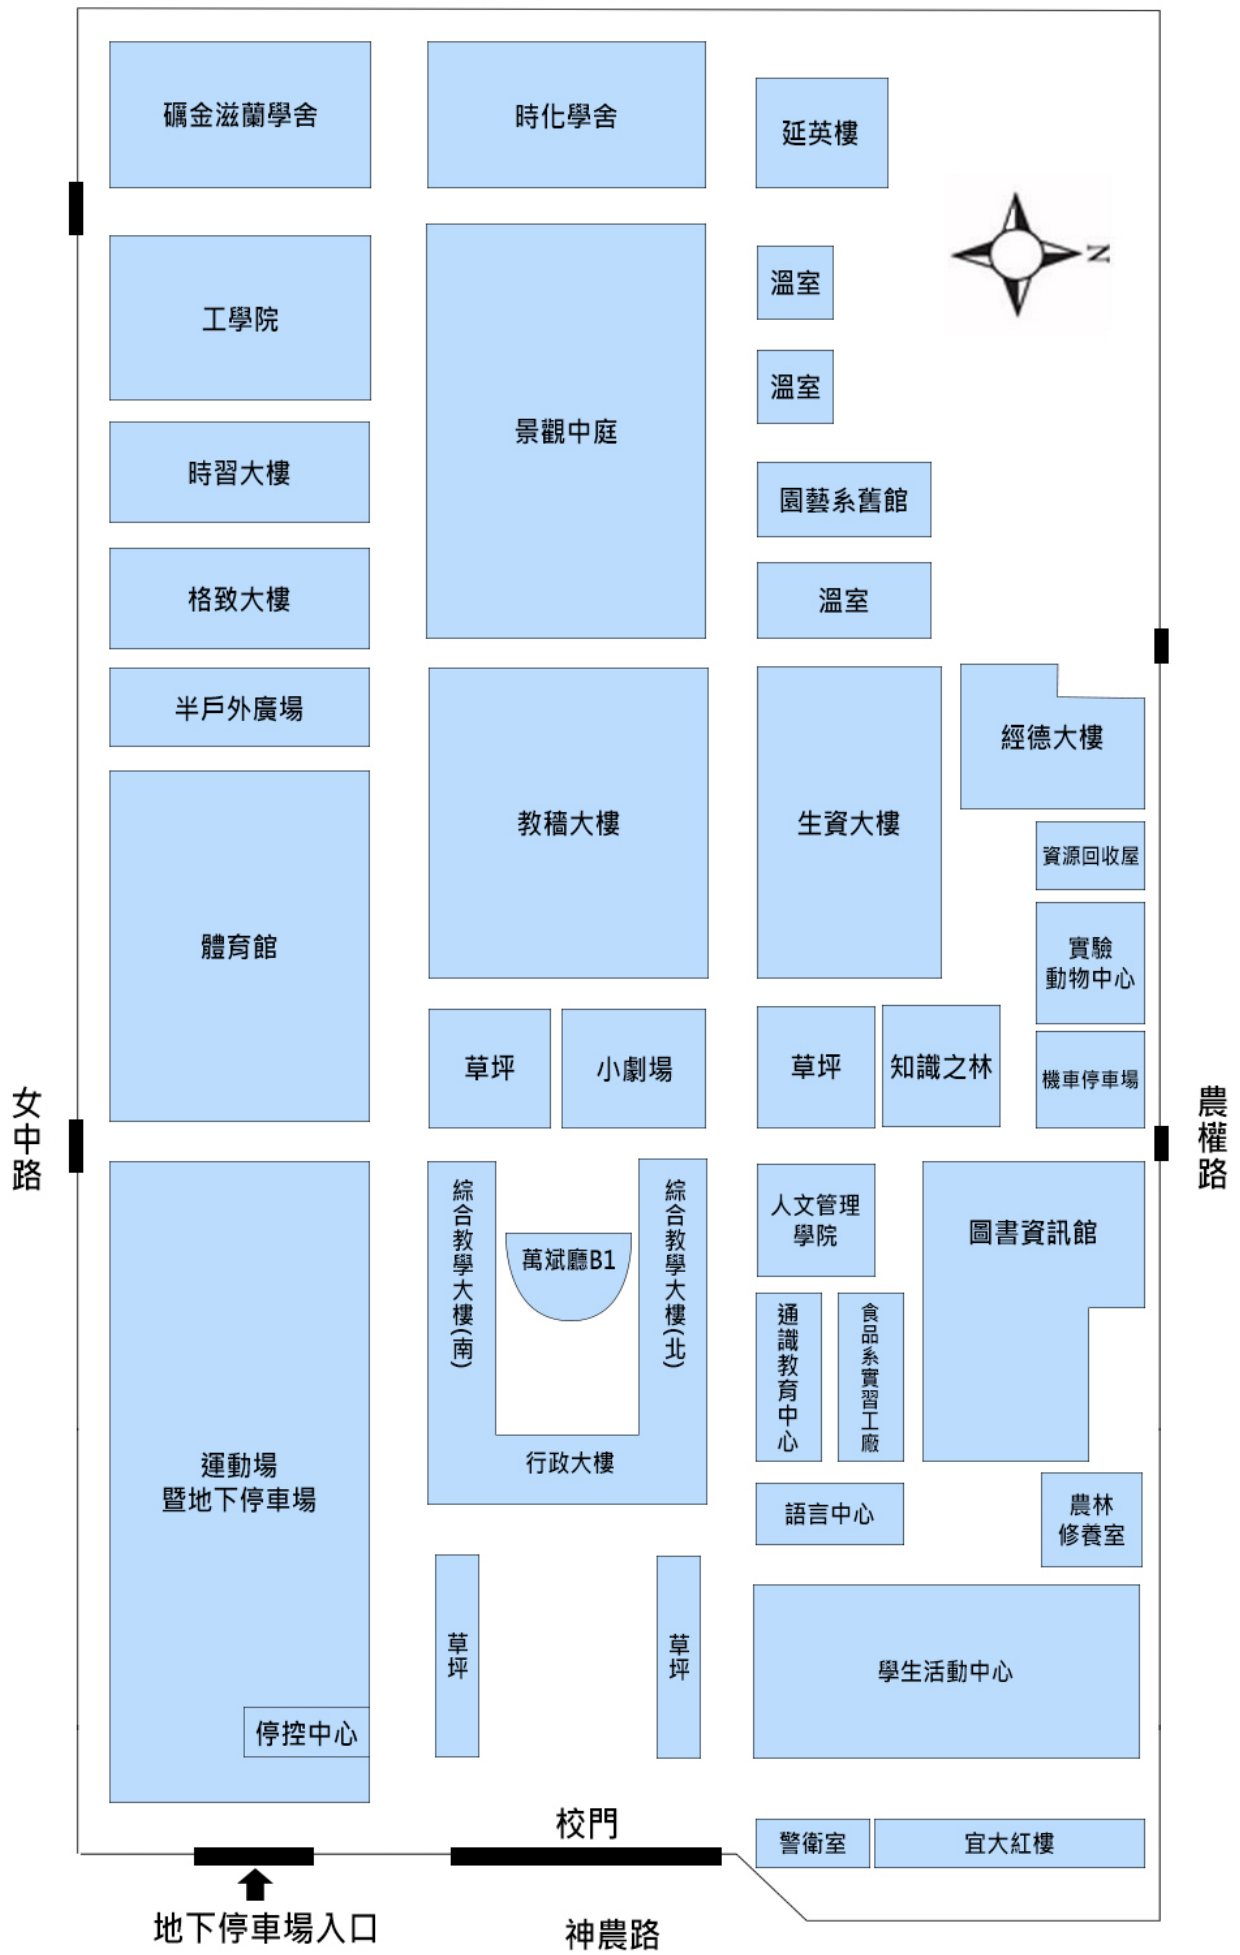 礪金滋蘭學舍
時化學舍
延英樓
N
工學院
溫室
溫室
景觀中庭
時習大樓
園藝系舊館
格致大樓
溫室
半戶外廣場
經德大樓
教穡大樓
生資大樓
資源回收屋
體育館
實驗
動物中心
草坪
小劇場
草坪
知識之林
機車停車場
女中路
農權路
綜合教學大樓(南)
萬斌廳B1
綜合教學大樓(北)
人文管理
學院
圖書資訊館
通識教育中心
食品系實習工廠
行政大樓
運動場
暨地下停車場
語言中心
農林
修養室
草坪
草坪
學生活動中心
停控中心
校門
警衛室
宜大紅樓
地下停車場入口
神農路